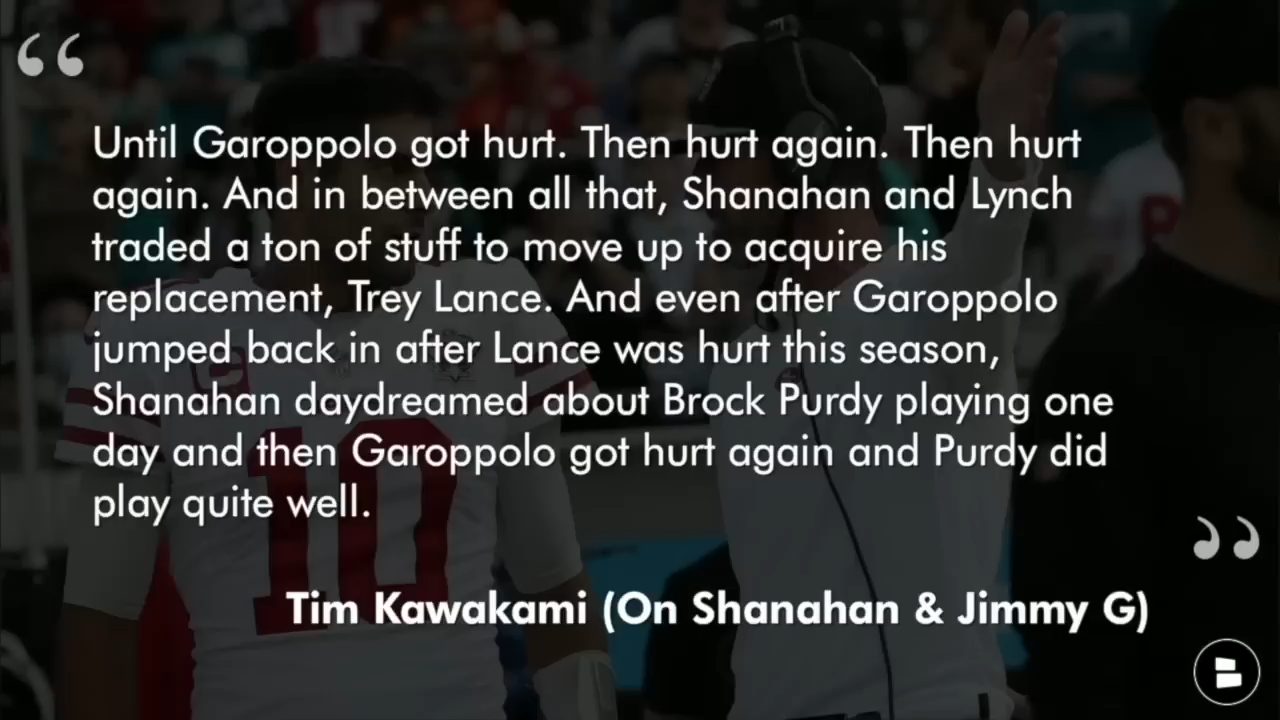 “
Until Garoppolo got hurt. Then hurt again. Then hurt
again. And in between all that, Shanahan and Lynch
traded a ton of stuff to move up to acquire his
replacement, Trey Lance. And even after Garoppolo
jumped back in after Lance was hurt this season,
Shanahan daydreamed about Brock Purdy playing one
day and then Garoppolo got hurt again and Purdy did
play quite well.
”
Tim Kawakami (On Shanahan & Jimmy G)
10